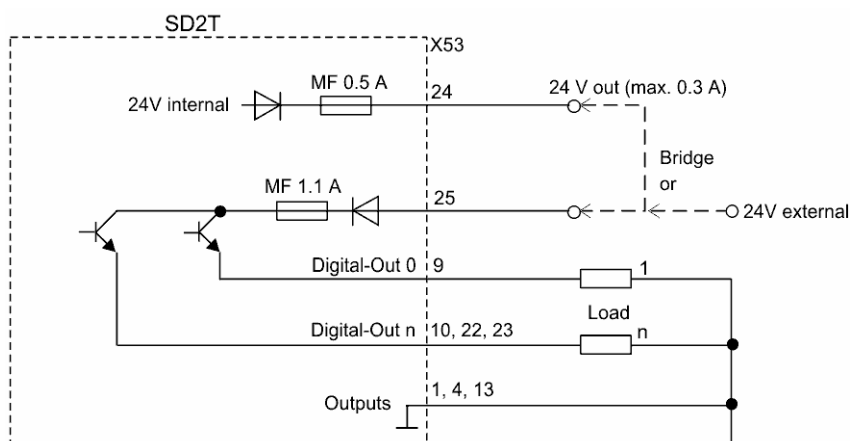 SD2T
X53
MF 0.5 A
24V internal
24
24 V out (max. 0.3 A)
Bridge
or
MF 1.1 A
25
24V external
Digital-Out 0
9
1
Load
Digital-Out n
10, 22, 23
n
1, 4, 13
Outputs